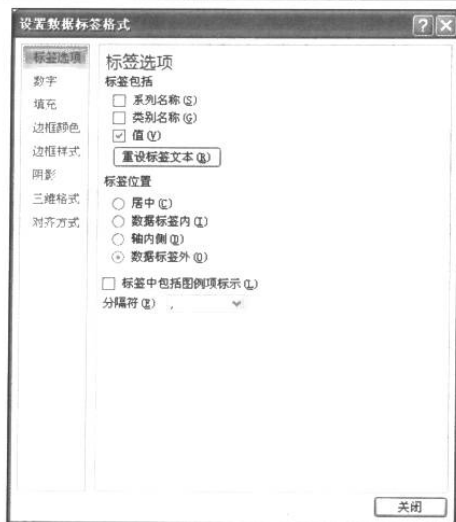 设置数据标签格式
标签选项
数字
填充
边框颜色
边框样式
阴影
三维格式
对齐方式
标签选项
标签包括
系列名称(S)
类别名称(G)
值(V)
重设标签文本(R)
标签位置
居中(C)
数据标签内(I)
轴内侧(D)
数据标签外(O)
标签中包括图例项标示(L)
分隔符(E) ,
关闭